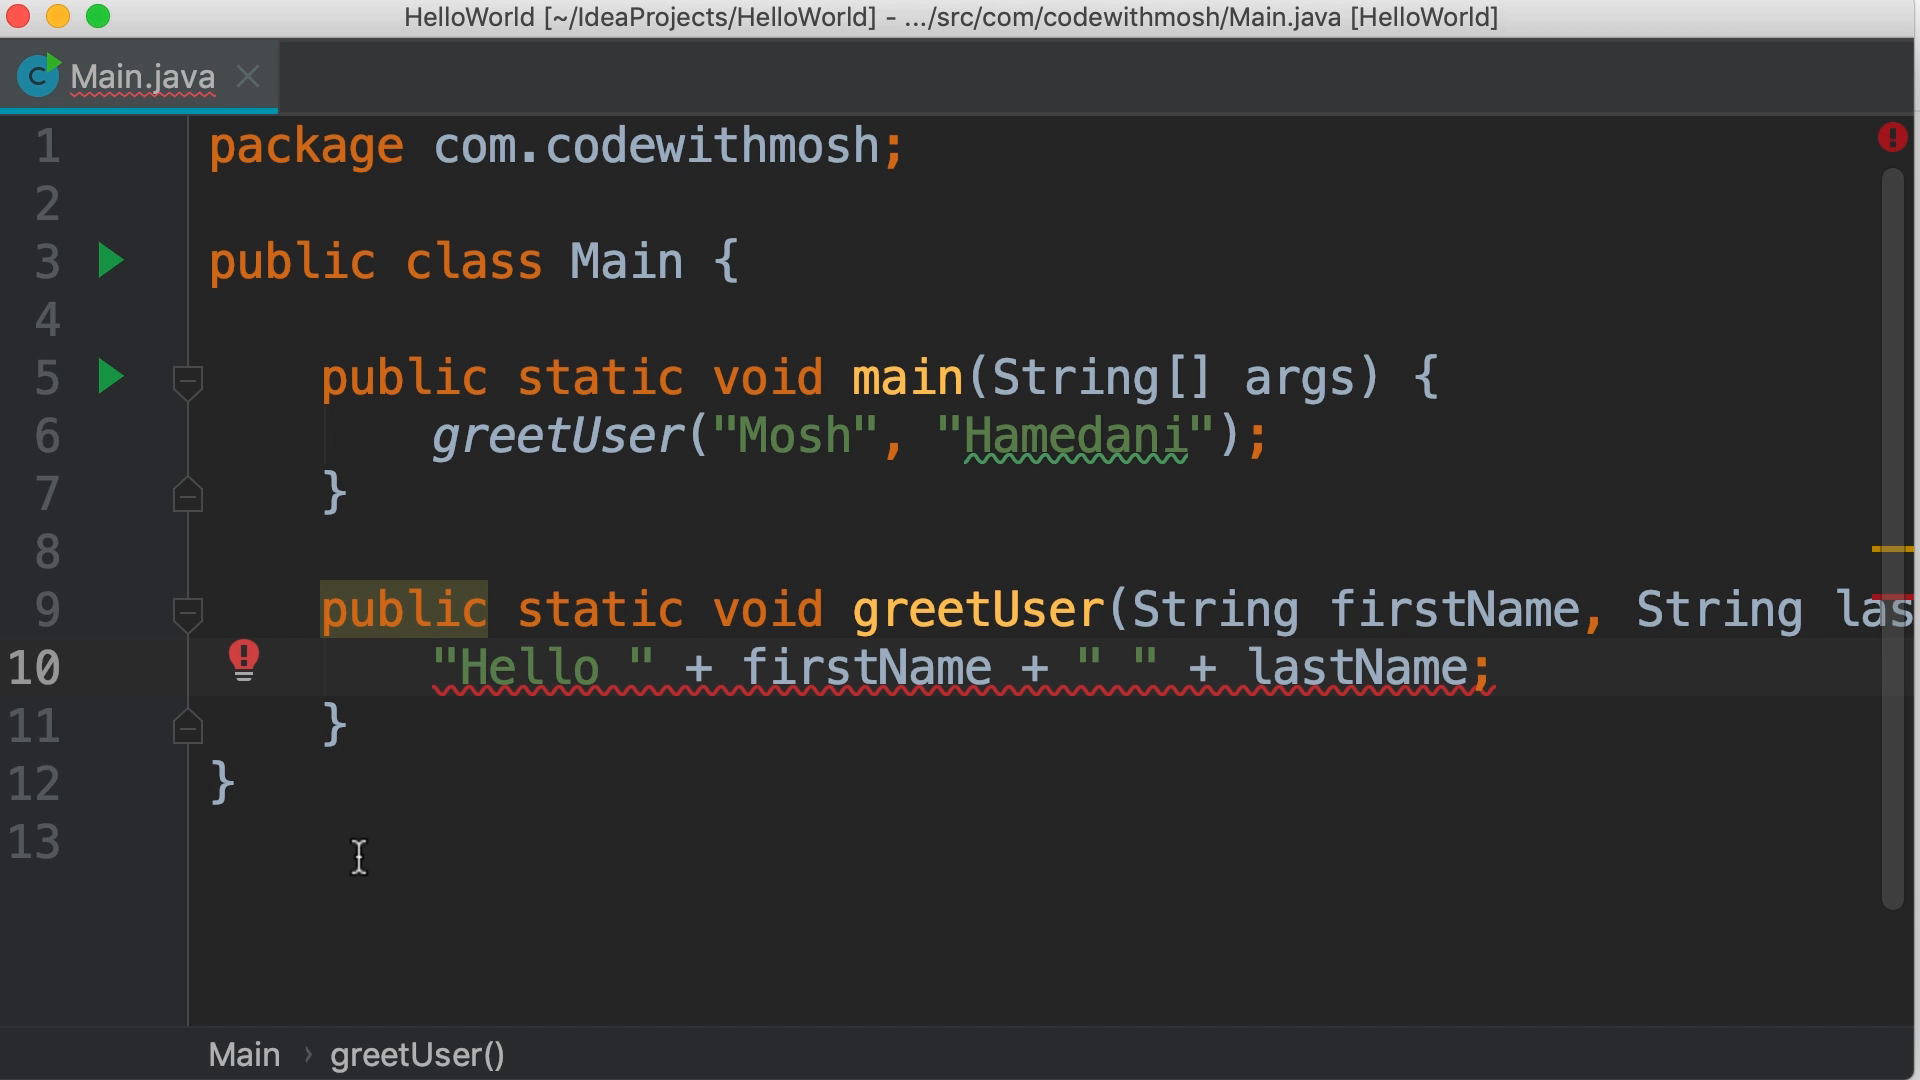 HelloWorld [~/IdeaProjects/HelloWorld] - .../src/com/codewithmosh/Main.java [HelloWorld]
Main.java
1 package com.codewithmosh;
2
3 public class Main {
4
5 public static void main(String[] args) {
6 greetUser("Mosh", "Hamedani");
7 }
8
9 public static void greetUser(String firstName, String las
10 "Hello " + firstName + " " + lastName;
11 }
12 }
13
Main › greetUser()